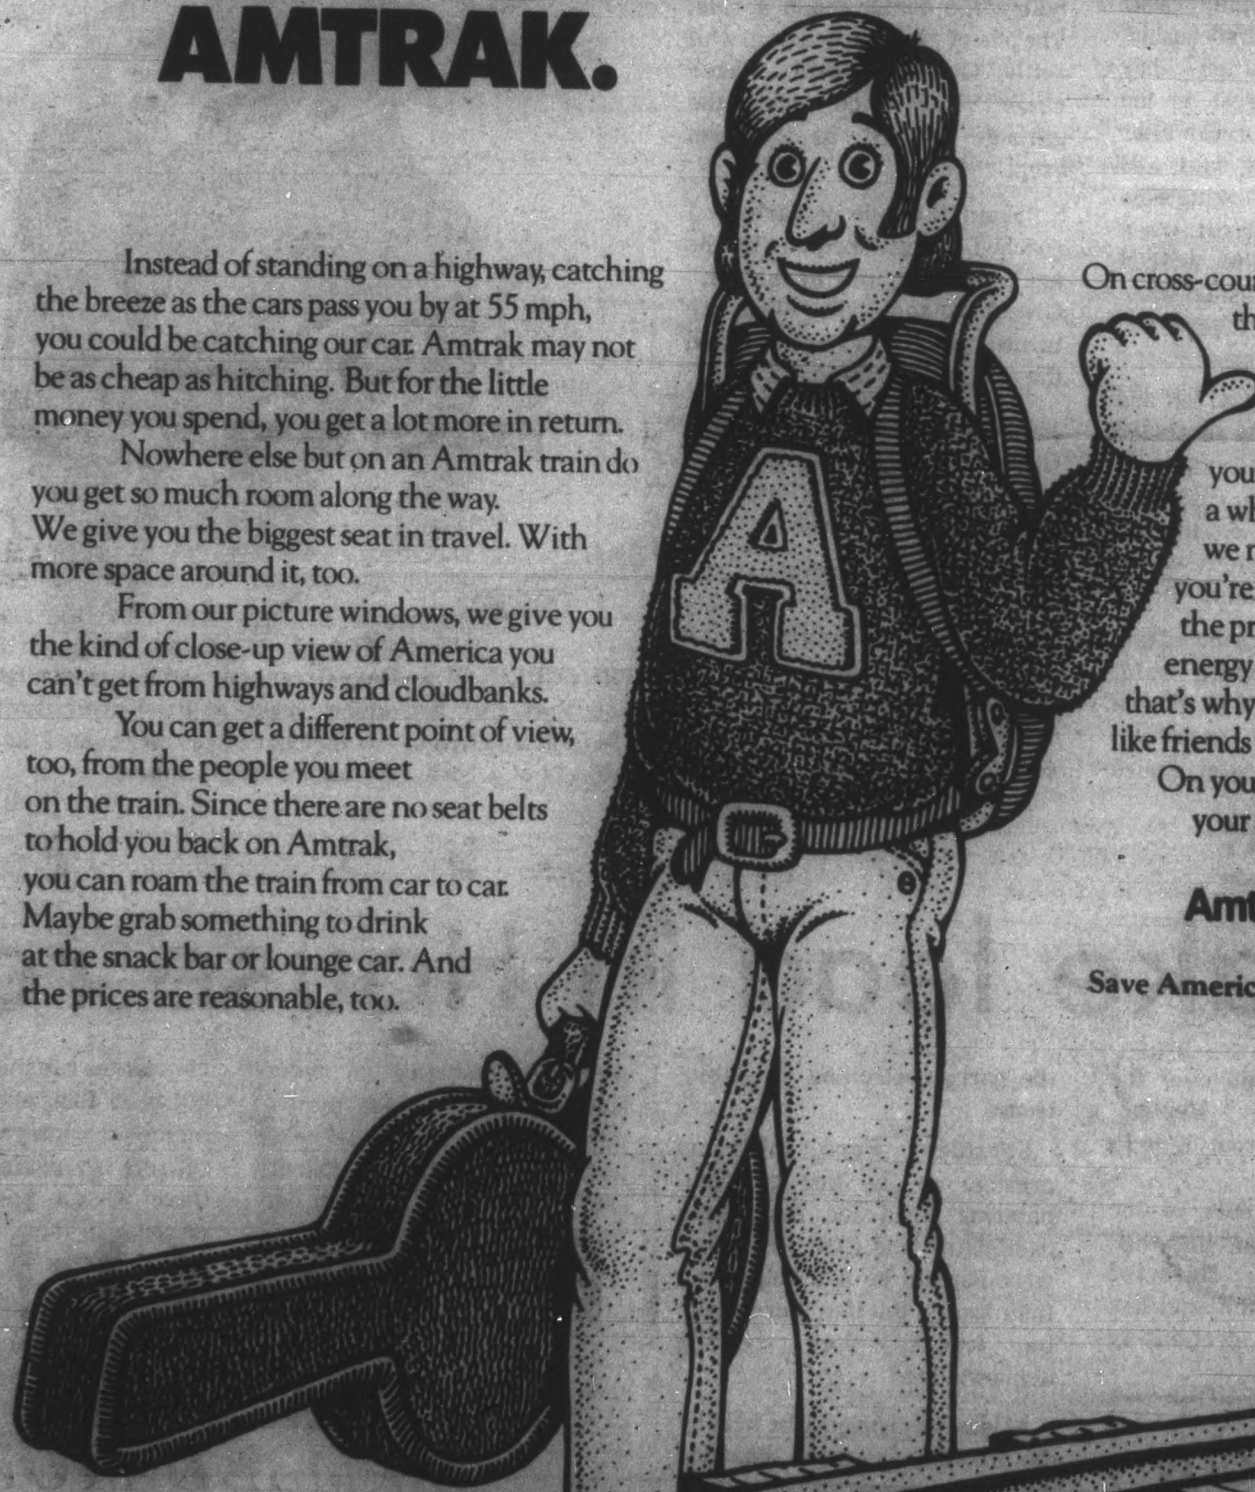 AMTRAK.
Instead of standing on a highway, catching
the breeze as the cars pass you by at 55 mph,
you could be catching our car. Amtrak may not
be as cheap as hitching. But for the little
money you spend, you get a lot more in return.
Nowhere else but on an Amtrak train do
you get so much room along the way.
We give you the biggest seat in travel. With
more space around it, too.
From our picture windows, we give you
the kind of close-up view of America you
can't get from highways and cloudbanks.
You can get a different point of view,
too, from the people you meet
on the train. Since there are no seat belts
to hold you back on Amtrak,
you can roam the train from car to car.
Maybe grab something to drink
at the snack bar or lounge car. And
the prices are reasonable, too.
A
On
a
you're
the
energy
that's why
like friends
On
your
Save